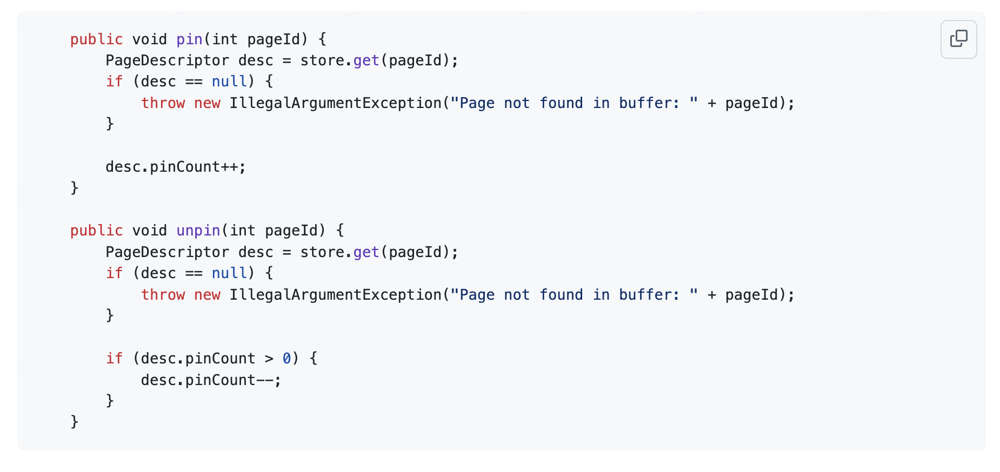 public void pin(int pageId) {
    PageDescriptor desc = store.get(pageId);
    if (desc == null) {
        throw new IllegalArgumentException("Page not found in buffer: " + pageId);
    }

    desc.pinCount++;
}

public void unpin(int pageId) {
    PageDescriptor desc = store.get(pageId);
    if (desc == null) {
        throw new IllegalArgumentException("Page not found in buffer: " + pageId);
    }

    if (desc.pinCount > 0) {
        desc.pinCount--;
    }
}